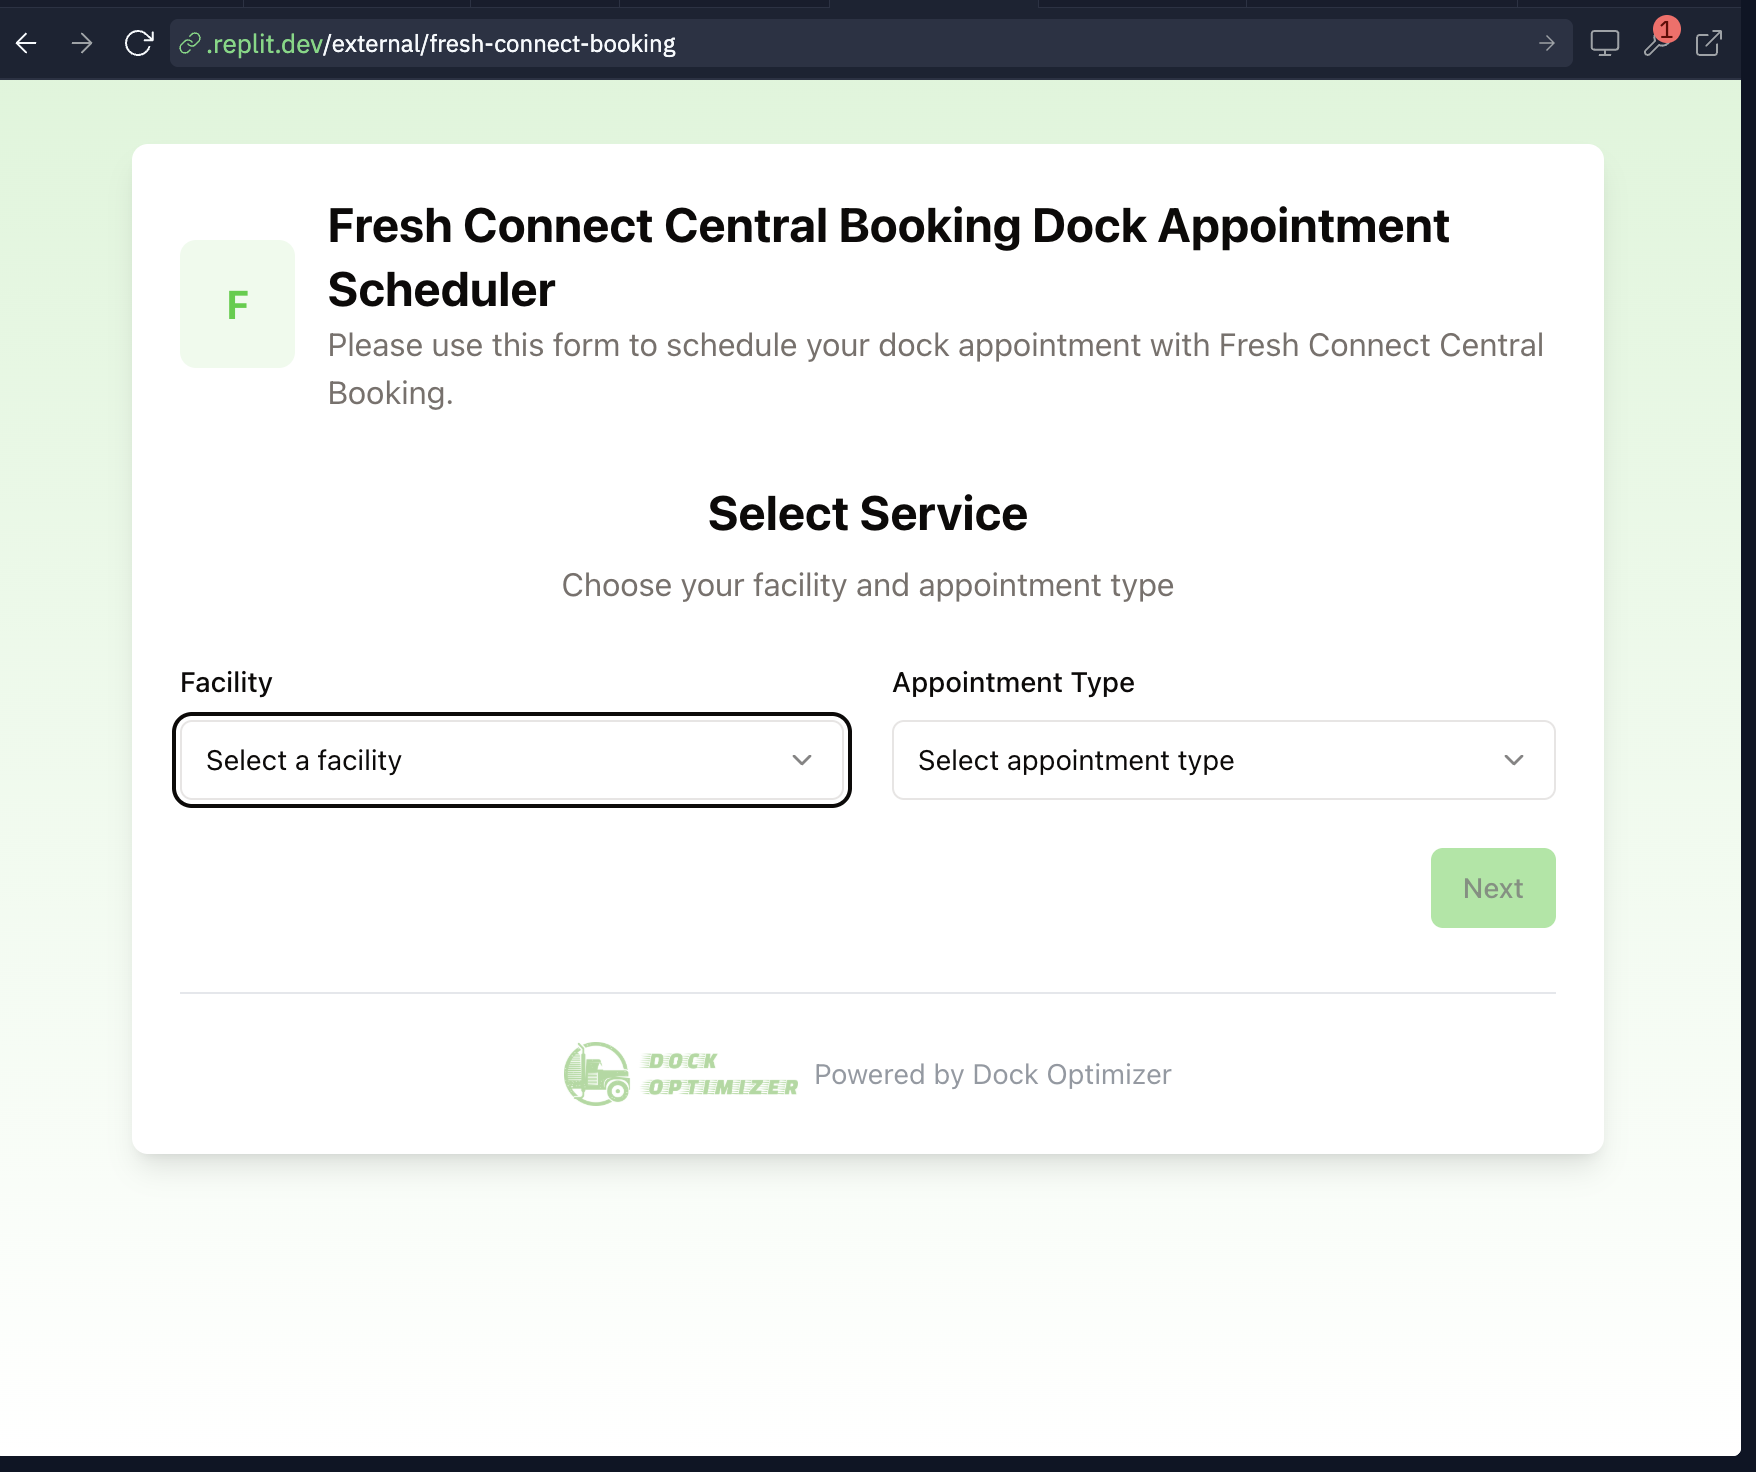 .replit.dev/external/fresh-connect-booking
1
Fresh Connect Central Booking Dock Appointment
Scheduler
F
Please use this form to schedule your dock appointment with Fresh Connect Central
Booking.
Select Service
Choose your facility and appointment type
Facility
Appointment Type
Select a facility
Select appointment type
Next
DOCK
OPTIMIZER
Powered by Dock Optimizer